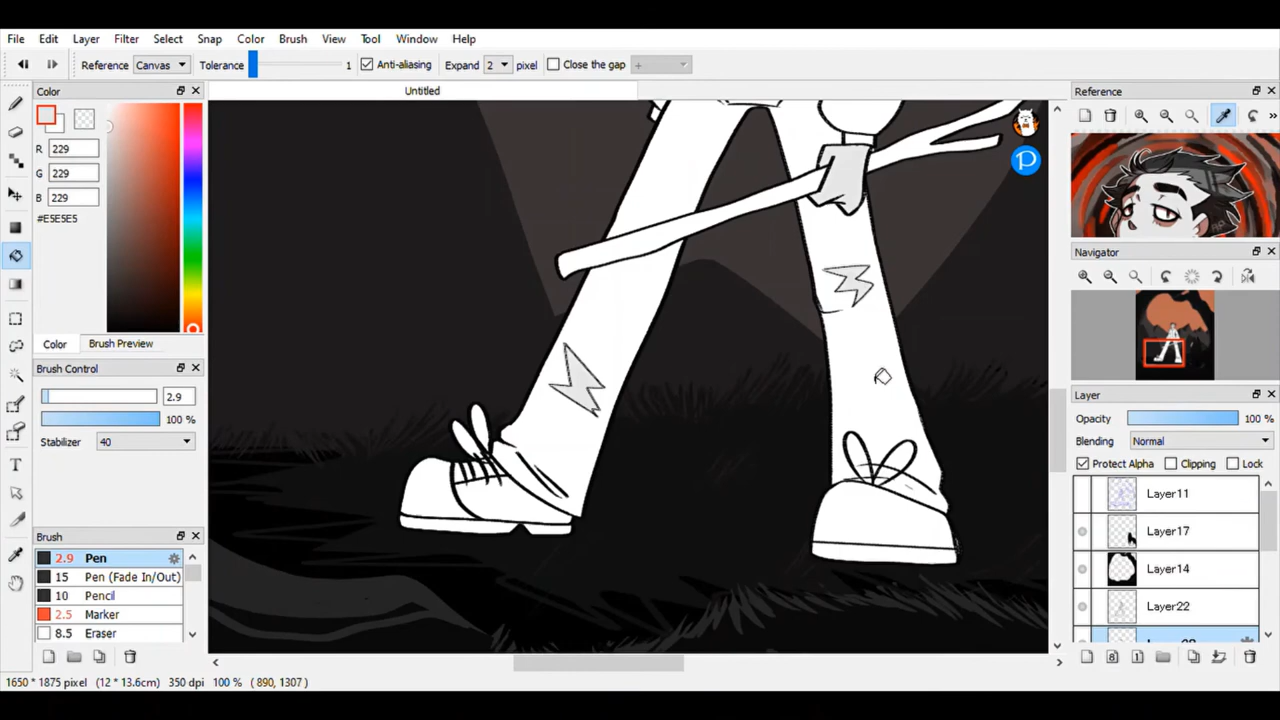 File Edit Layer Filter Select Snap Color Brush View Tool Window Help
Reference Canvas Tolerance 1 Anti-aliasing Expand 2 pixel Close the gap +
Color
Untitled
Reference
R 229
G 229
B 229
#E5E5E5
P
Navigator
Color Brush Preview
Brush Control
2.9
100 %
Stabilizer 40
Layer
Opacity 100 %
Blending Normal
Protect Alpha Clipping Lock
Layer11
Layer17
Layer14
Layer22
Brush
2.9 Pen
15 Pen (Fade In/Out)
10 Pencil
2.5 Marker
8.5 Eraser
1650 * 1875 pixel (12 * 13.6cm) 350 dpi 100 % ( 890, 1307 )